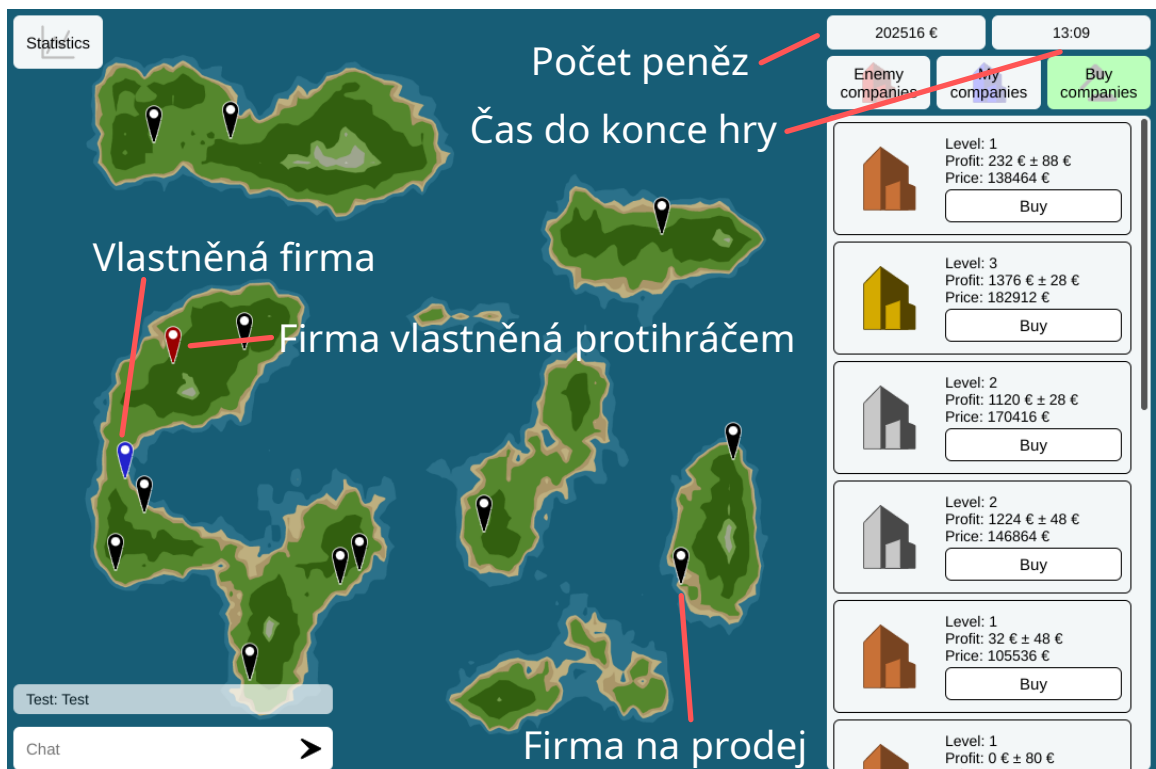 Statistics
Počet peněz
202516 €
13:09
Čas do konce hry
Enemy
companies
My
companies
Buy
companies
Level: 1
Profit: 232 € ± 88 €
Price: 138464 €
Buy
Level: 3
Profit: 1376 € ± 28 €
Price: 182912 €
Buy
Level: 2
Profit: 1120 € ± 28 €
Price: 170416 €
Buy
Level: 2
Profit: 1224 € ± 48 €
Price: 146864 €
Buy
Level: 1
Profit: 32 € ± 48 €
Price: 105536 €
Buy
Level: 1
Profit: 0 € ± 80 €
Vlastněná firma
Firma vlastněná protihráčem
Firma na prodej
Test: Test
Chat